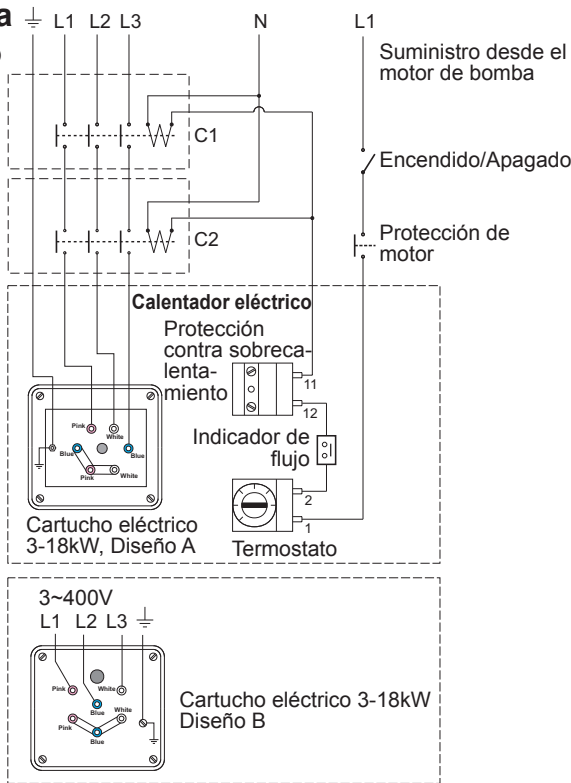 a
L1 L2 L3 N L1
Suministro desde el
motor de bomba
C1
Encendido/Apagado
C2
Protección de
motor
Calentador eléctrico
Protección
contra sobreca-
lenta-
miento
11
12
Indicador de
flujo
2
1
Termostato
Pink
White
Blue
Blue
Pink
White
Cartucho eléctrico
3-18kW, Diseño A
3~400V
L1 L2 L3
Pink
White
Blue
White
Pink
Blue
Cartucho eléctrico 3-18kW
Diseño B